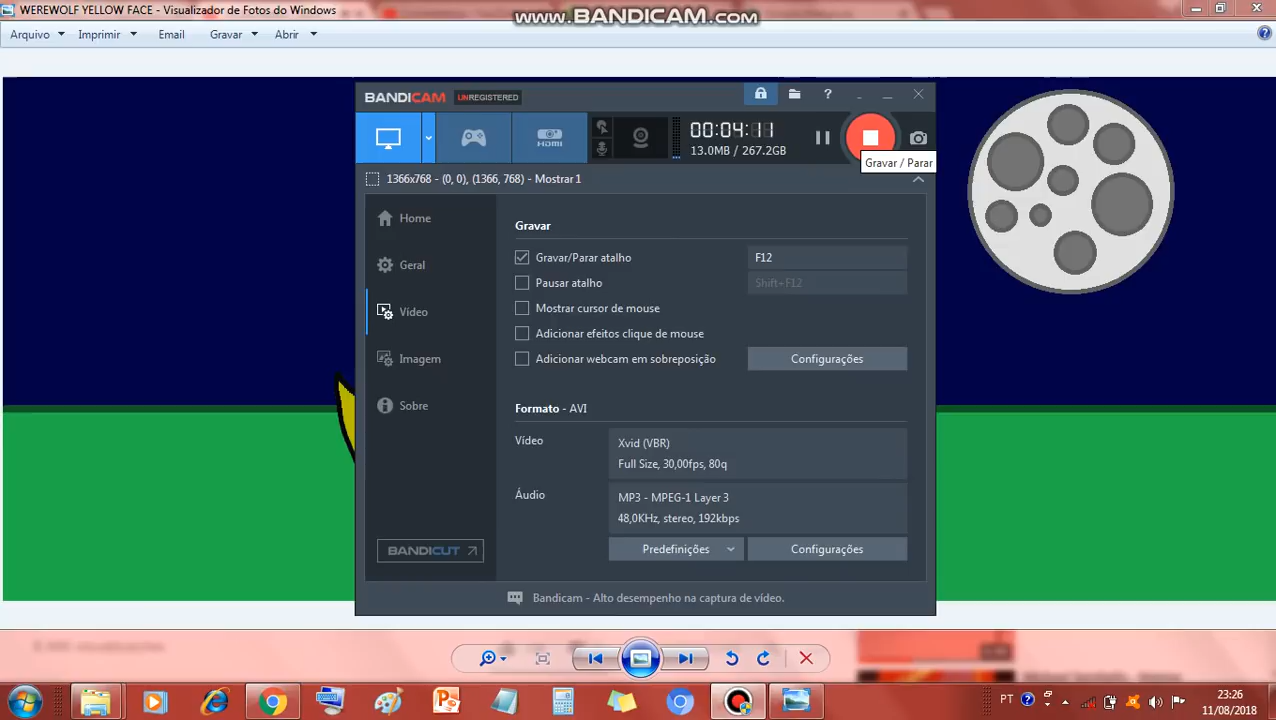 WEREWOLF YELLOW FACE - Visualizador de Fotos do Windows
www.BANDICAM.com
Arquivo Imprimir Email Gravar Abrir
BANDICAM UNREGISTERED
00:04:11
13.0MB / 267.2GB
HDMI
Gravar / Parar
1366x768 - (0, 0), (1366, 768) - Mostrar 1
Home
Geral
Vídeo
Imagem
Sobre
BANDICUT
Gravar
Gravar/Parar atalho F12
Pausar atalho Shift+F12
Mostrar cursor de mouse
Adicionar efeitos clique de mouse
Adicionar webcam em sobreposição Configurações
Formato - AVI
Vídeo
Xvid (VBR)
Full Size, 30,00fps, 80q
Áudio
MP3 - MPEG-1 Layer 3
48,0KHz, stereo, 192kbps
Predefinições Configurações
Bandicam - Alto desempenho na captura de vídeo.
PT
23:26
11/08/2018